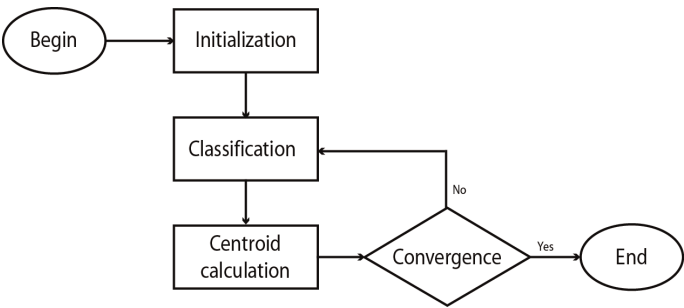 Begin
Initialization
Classification
No
Centroid
calculation
Convergence
Yes
End